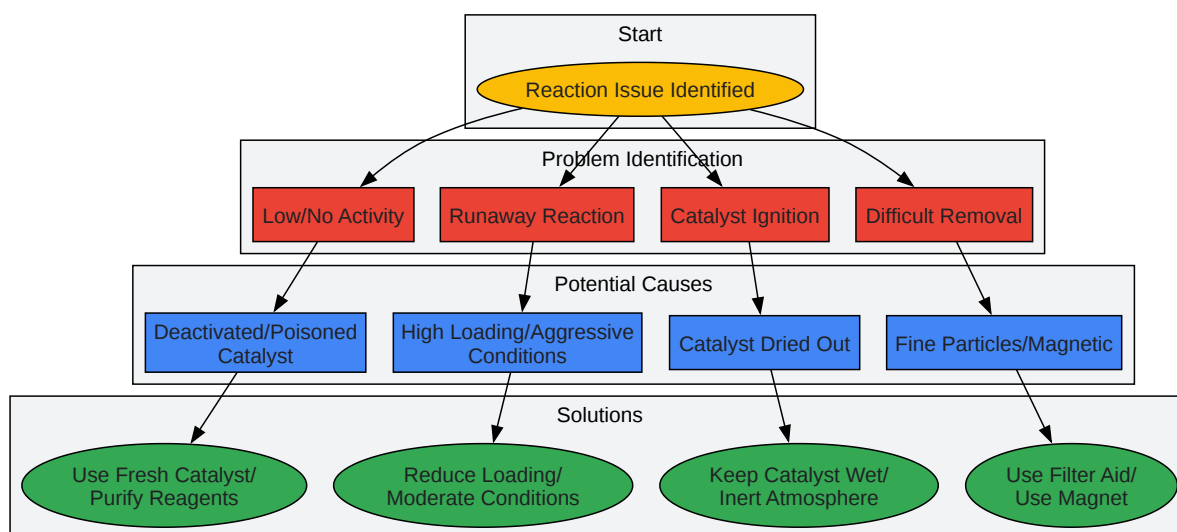 Start
Reaction Issue Identified
Problem Identification
Low/No Activity
Runaway Reaction
Catalyst Ignition
Difficult Removal
Potential Causes
Deactivated/Poisoned
Catalyst
High Loading/Aggressive
Conditions
Catalyst Dried Out
Fine Particles/Magnetic
Solutions
Use Fresh Catalyst/
Purify Reagents
Reduce Loading/
Moderate Conditions
Keep Catalyst Wet/
Inert Atmosphere
Use Filter Aid/
Use Magnet